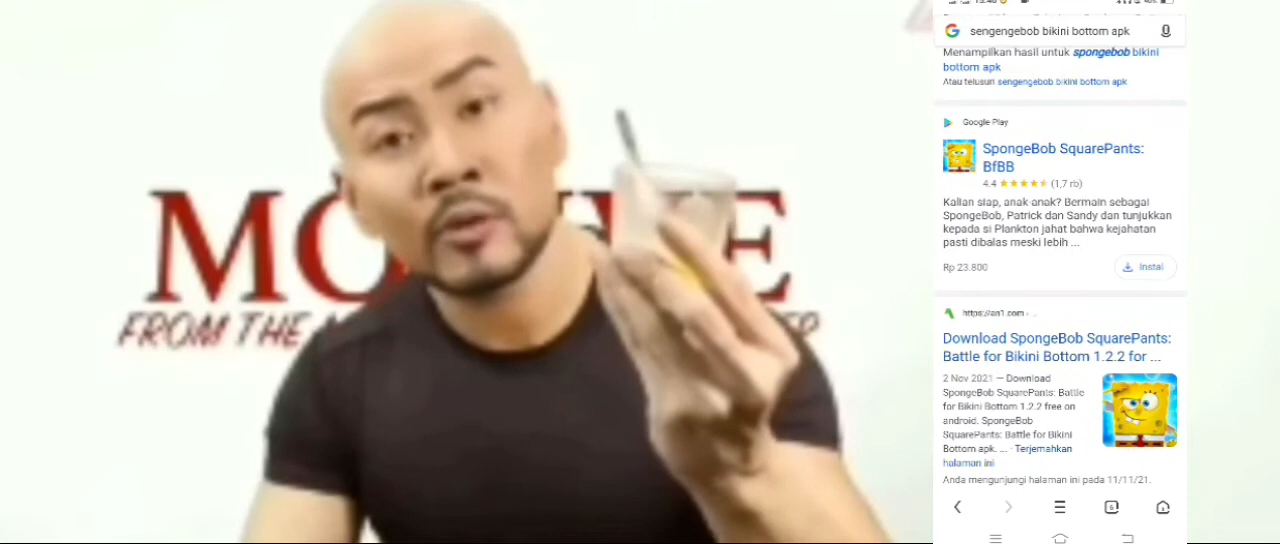 FROM THE
sengengebob bikini bottom apk
Menampilkan hasil untuk spongebob bikini
bottom apk
Atau telusuri sengengebob bikini bottom apk
Google Play
SpongeBob SquarePants:
BfBB
4.4 (1,7 rb)
Kalian siap, anak anak? Bermain sebagai
SpongeBob, Patrick dan Sandy dan tunjukkan
kepada si Plankton jahat bahwa kejahatan
pasti dibalas meski lebih ...
Rp 23.800
Instal
https://an1.com › ...
Download SpongeBob SquarePants:
Battle for Bikini Bottom 1.2.2 for ...
2 Nov 2021 — Download
SpongeBob SquarePants: Battle
for Bikini Bottom 1.2.2 free on
android. SpongeBob
SquarePants: Battle for Bikini
Bottom apk. ... · Terjemahkan
halaman ini
Anda mengunjungi halaman ini pada 11/11/21.
5